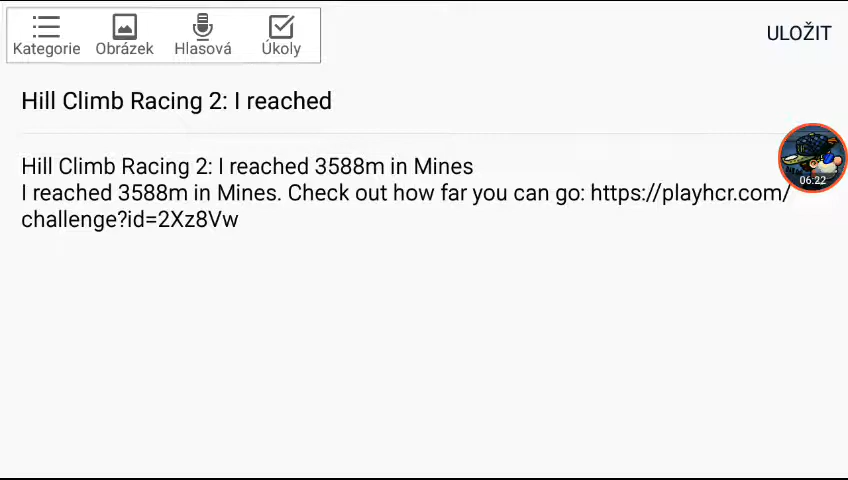 Kategorie Obrázek Hlasová Úkoly
ULOŽIT
Hill Climb Racing 2: I reached
Hill Climb Racing 2: I reached 3588m in Mines
I reached 3588m in Mines. Check out how far you can go: https://playhcr.com/
challenge?id=2Xz8Vw
06:22